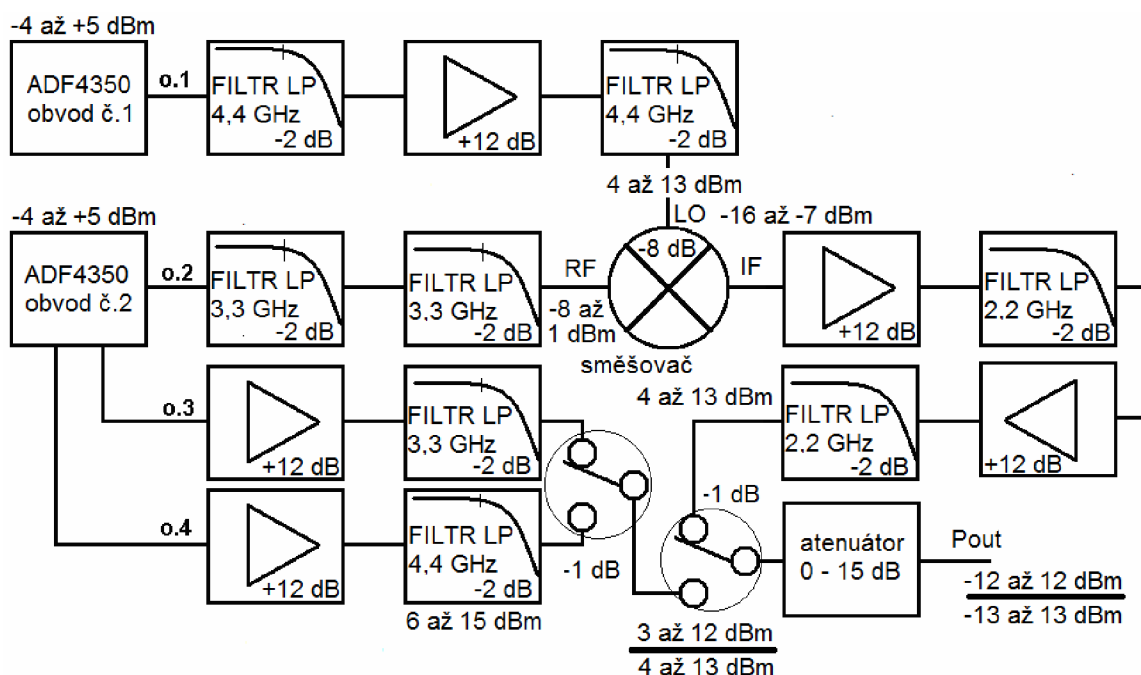 -4 až +5 dBm
ADF4350
obvod č.1
o.1
FILTR LP
4,4 GHz
-2 dB
+12 dB
FILTR LP
4,4 GHz
-2 dB
4 až 13 dBm
LO
-16 až -7 dBm
-4 až +5 dBm
ADF4350
obvod č.2
o.2
FILTR LP
3,3 GHz
-2 dB
FILTR LP
3,3 GHz
-2 dB
RF
-8 až
1 dBm
-8 dB
směšovač
IF
+12 dB
FILTR LP
2,2 GHz
-2 dB
o.3
+12 dB
FILTR LP
3,3 GHz
-2 dB
4 až 13 dBm
FILTR LP
2,2 GHz
-2 dB
+12 dB
o.4
+12 dB
FILTR LP
4,4 GHz
-2 dB
6 až 15 dBm
-1 dB
-1 dB
atenuátor
0 - 15 dB
Pout
-12 až 12 dBm
-13 až 13 dBm
3 až 12 dBm
4 až 13 dBm